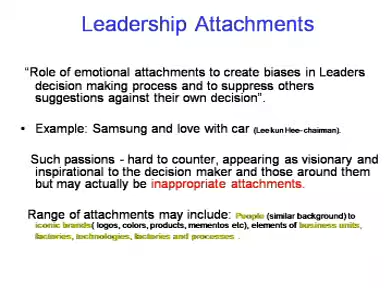 Leadership Attachments
“Role of emotional attachments to create biases in Leaders
decision making process and to suppress others
suggestions against their own decision”.
• Example: Samsung and love with car (Lee kun Hee- chairman).
Such passions - hard to counter, appearing as visionary and
inspirational to the decision maker and those around them
but may actually be inappropriate attachments.
Range of attachments may include: People (similar background) to
iconic brands( logos, colors, products, mementos etc), elements of business units,
factories, technologies, factories and processes .